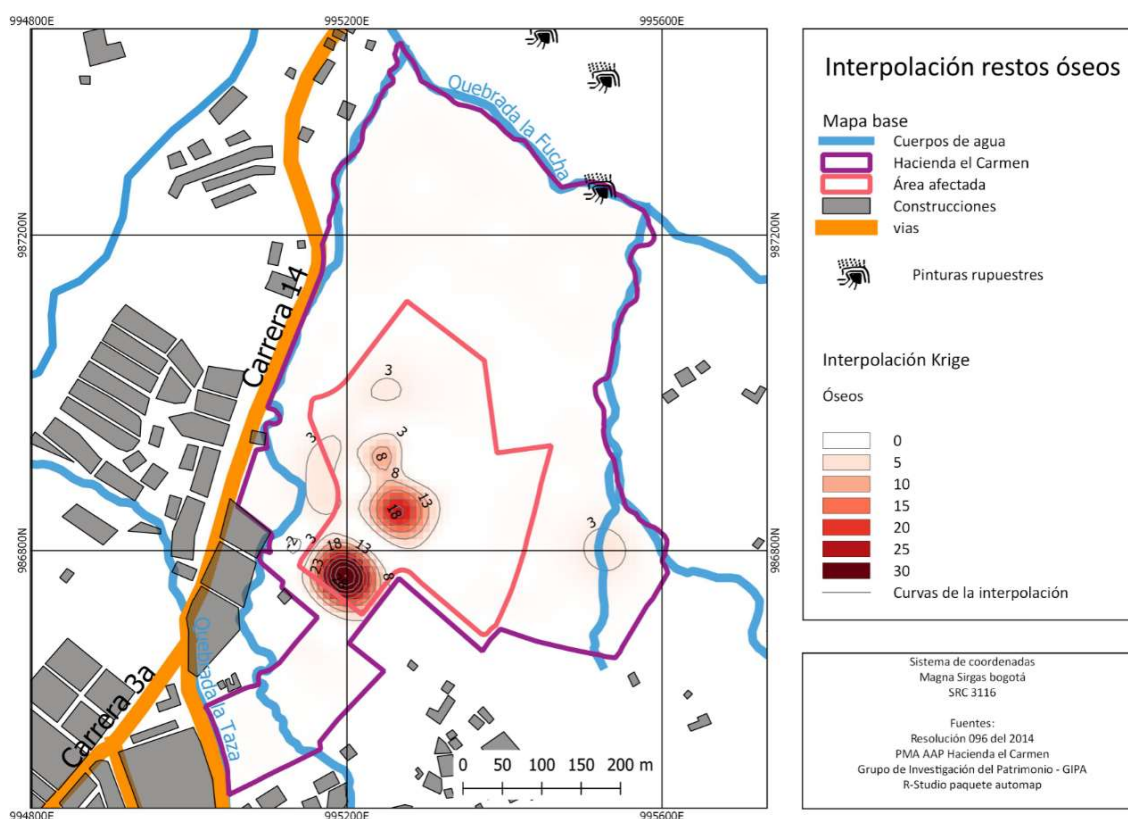 994800E
995200E
995600E
987200N
987200N
986800N
986800N
994800E
995200E
995600E
Quebrada la Fucha
Carrera 14
Carrera 3a
Quebrada la Taza
3
3
3
8
8
13
18
-2
3
18
13
23
8
3
0 50 100 150 200 m
Interpolación restos óseos
Mapa base
Cuerpos de agua
Hacienda el Carmen
Área afectada
Construcciones
vias
Pinturas rupuestres
Interpolación Krige
Óseos
0
5
10
15
20
25
30
Curvas de la interpolación
Sistema de coordenadas
Magna Sirgas bogotá
SRC 3116
Fuentes:
Resolución 096 del 2014
PMA AAP Hacienda el Carmen
Grupo de Investigación del Patrimonio - GIPA
R-Studio paquete automap